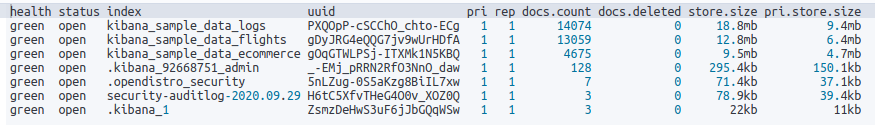 health status index uuid pri rep docs.count docs.deleted store.size pri.store.size
green open kibana_sample_data_logs PXQOpP-cSCChO_chto-ECg 1 1 14074 0 18.8mb 9.4mb
green open kibana_sample_data_flights gDyJRG4eQQG7jv9wUrHDfA 1 1 13059 0 12.8mb 6.4mb
green open kibana_sample_data_ecommerce gOqGTWLPSj-ITXMk1N5KBQ 1 1 4675 0 9.5mb 4.7mb
green open .kibana_92668751_admin _-EMj_pRRN2RfO3NnO_daw 1 1 128 0 295.4kb 150.1kb
green open .opendistro_security 5nLZug-0S5aKzg8BiIL7xw 1 1 7 0 71.4kb 37.1kb
green open security-auditlog-2020.09.29 H6tC5XfvTHeG4O0v_XOZ0Q 1 1 3 0 78.9kb 39.4kb
green open .kibana_1 ZsmzDeHwS3uF6jJbGQqWSw 1 1 3 0 22kb 11kb